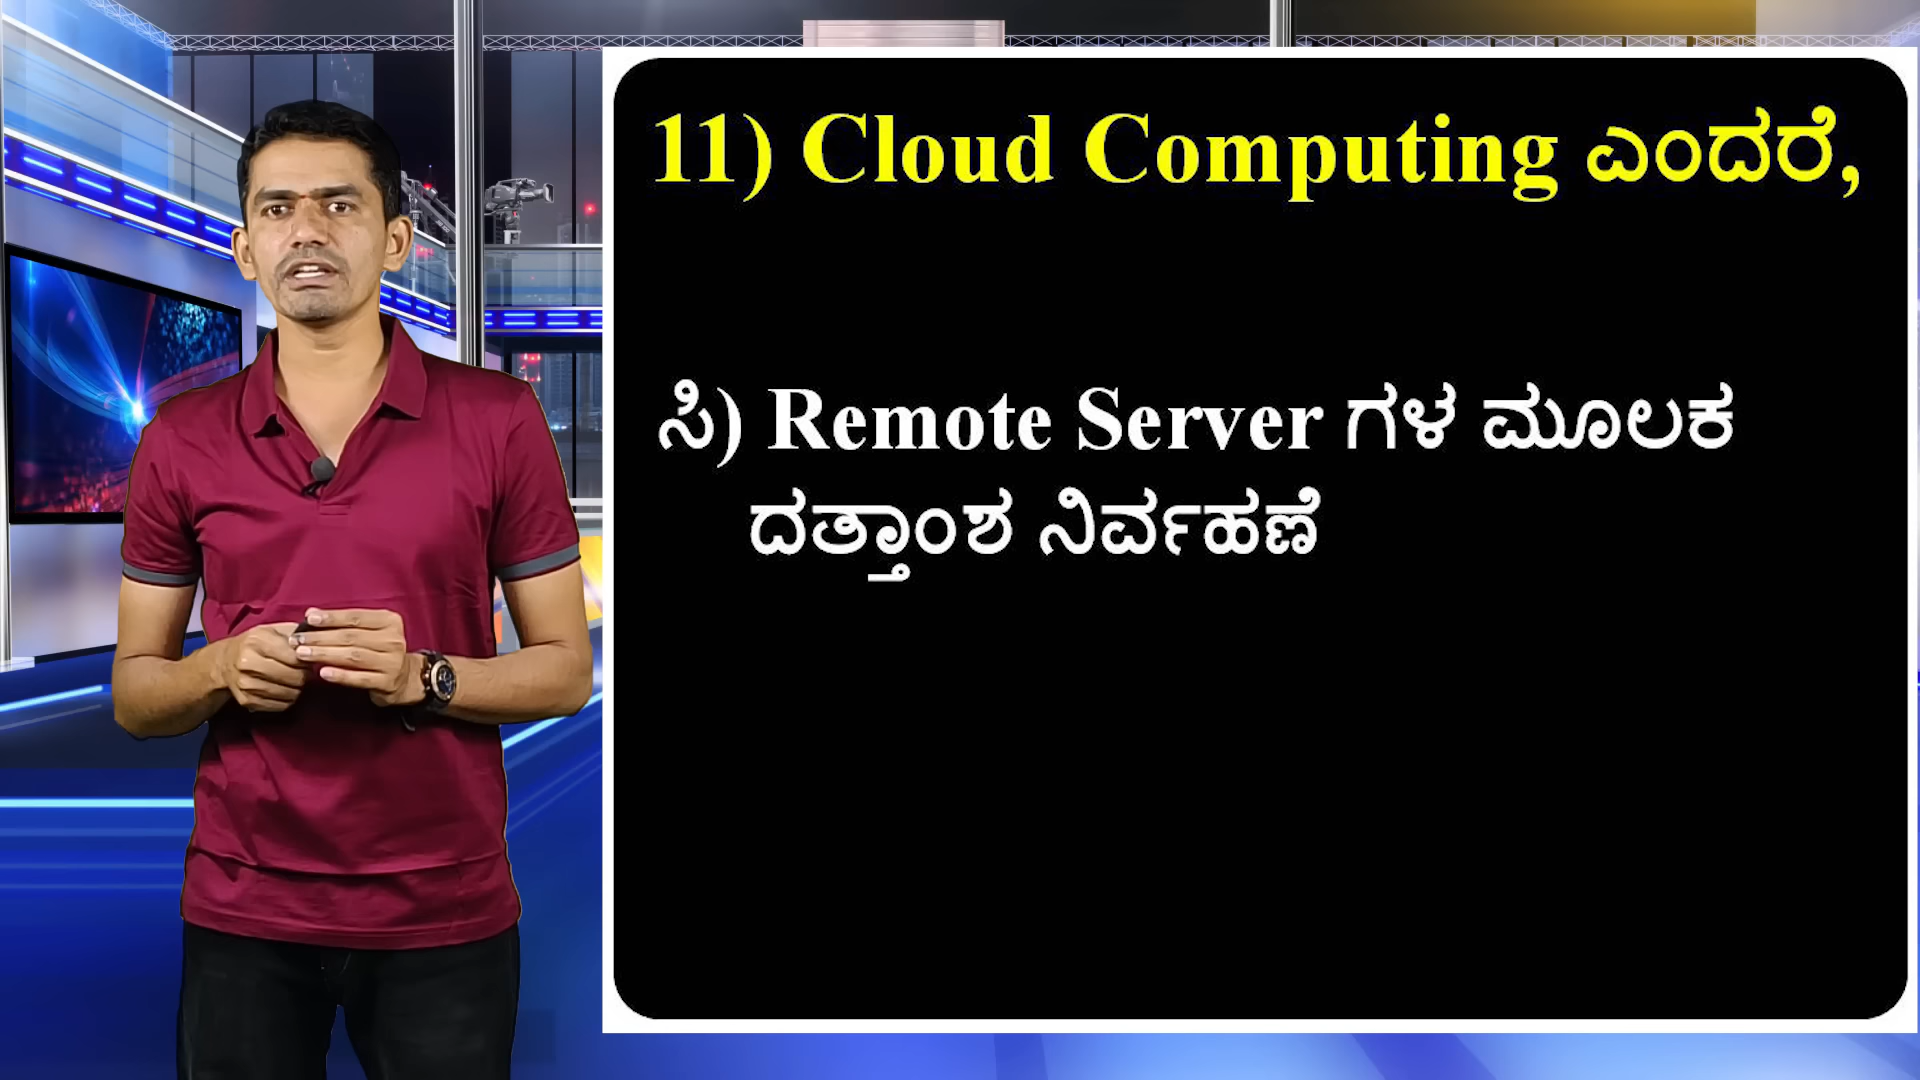 11) Cloud Computing ಎಂದರೆ,
ಸಿ) Remote Server ಗಳ ಮೂಲಕ
ದತ್ತಾಂಶ ನಿರ್ವಹಣೆ